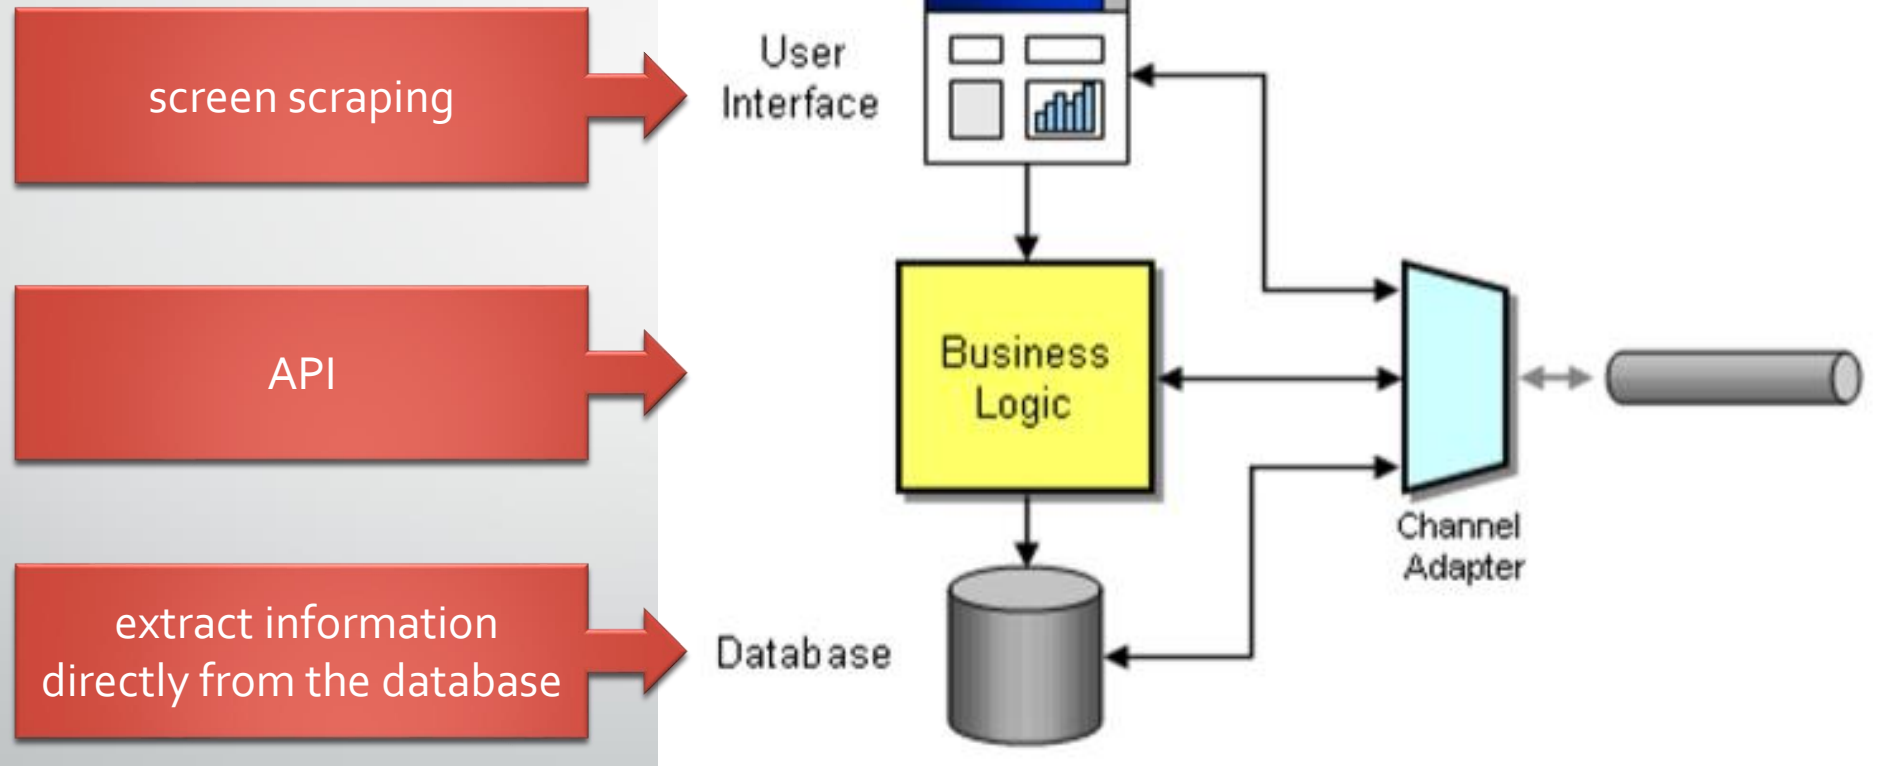 screen scraping
User
Interface
API
Business
Logic
Channel
Adapter
extract information
directly from the database
Database